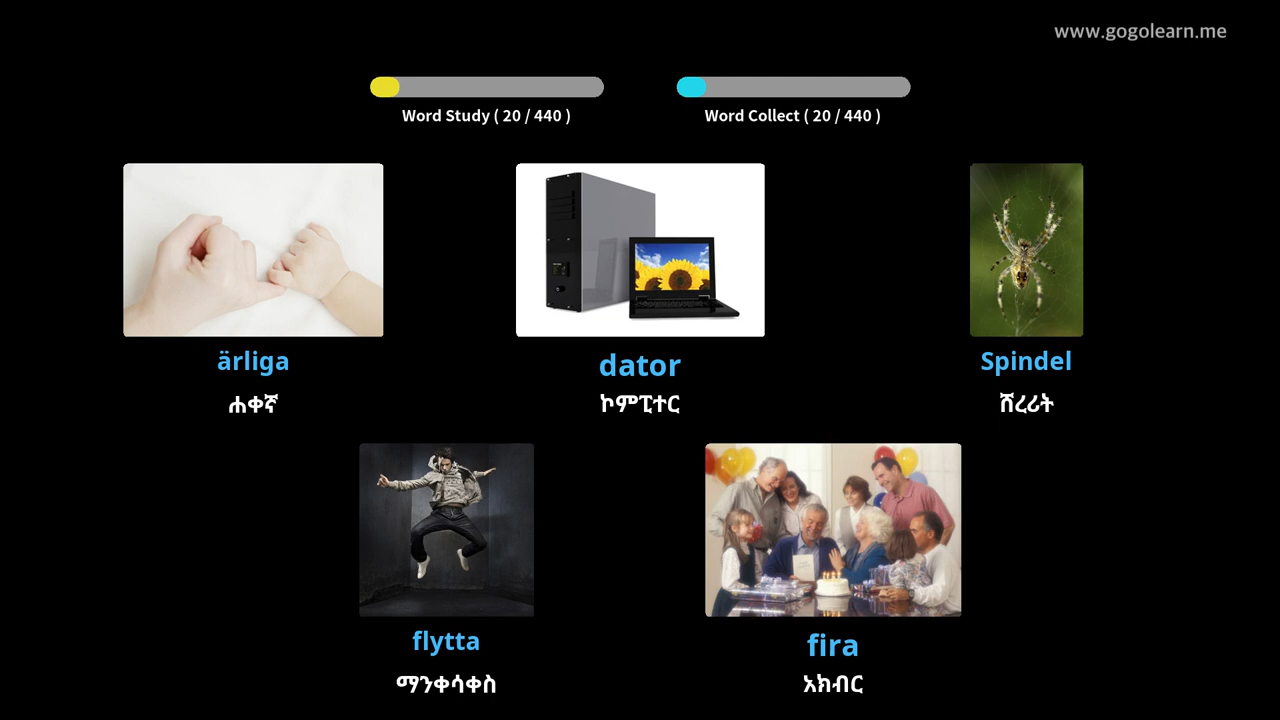 www.gogolearn.me
Word Study ( 20 / 440 )
Word Collect ( 20 / 440 )
ärliga
dator
Spindel
ሐቀኛ
ኮምፒተር
ሸረሪት
flytta
fira
ማንቀሳቀስ
አክብር